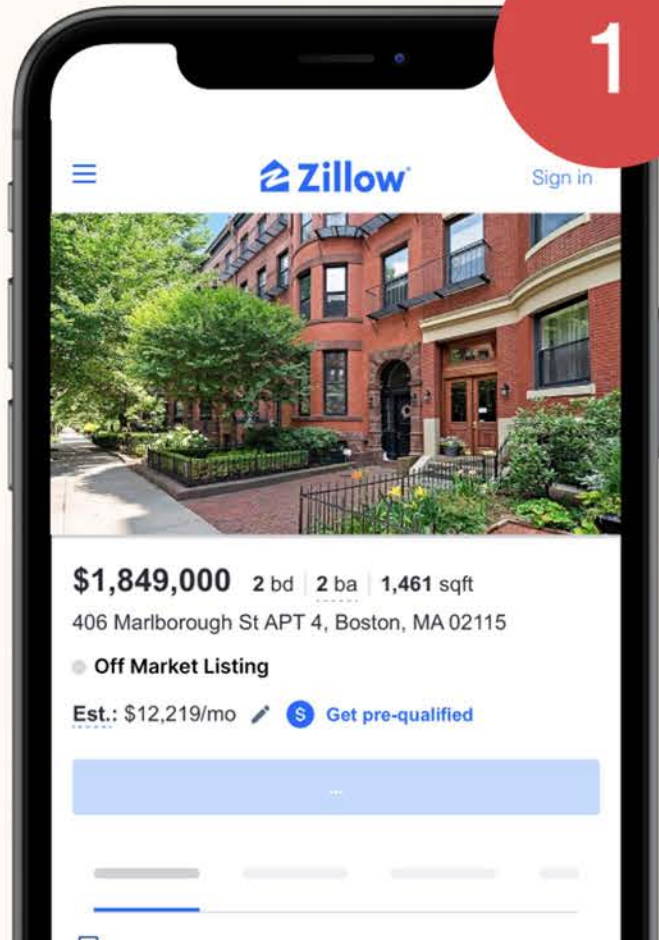 1
Zillow
Sign in
$1,849,000 2 bd 2 ba 1,461 sqft
406 Marlborough St APT 4, Boston, MA 02115
Off Market Listing
Est.: $12,219/mo $ Get pre-qualified
...